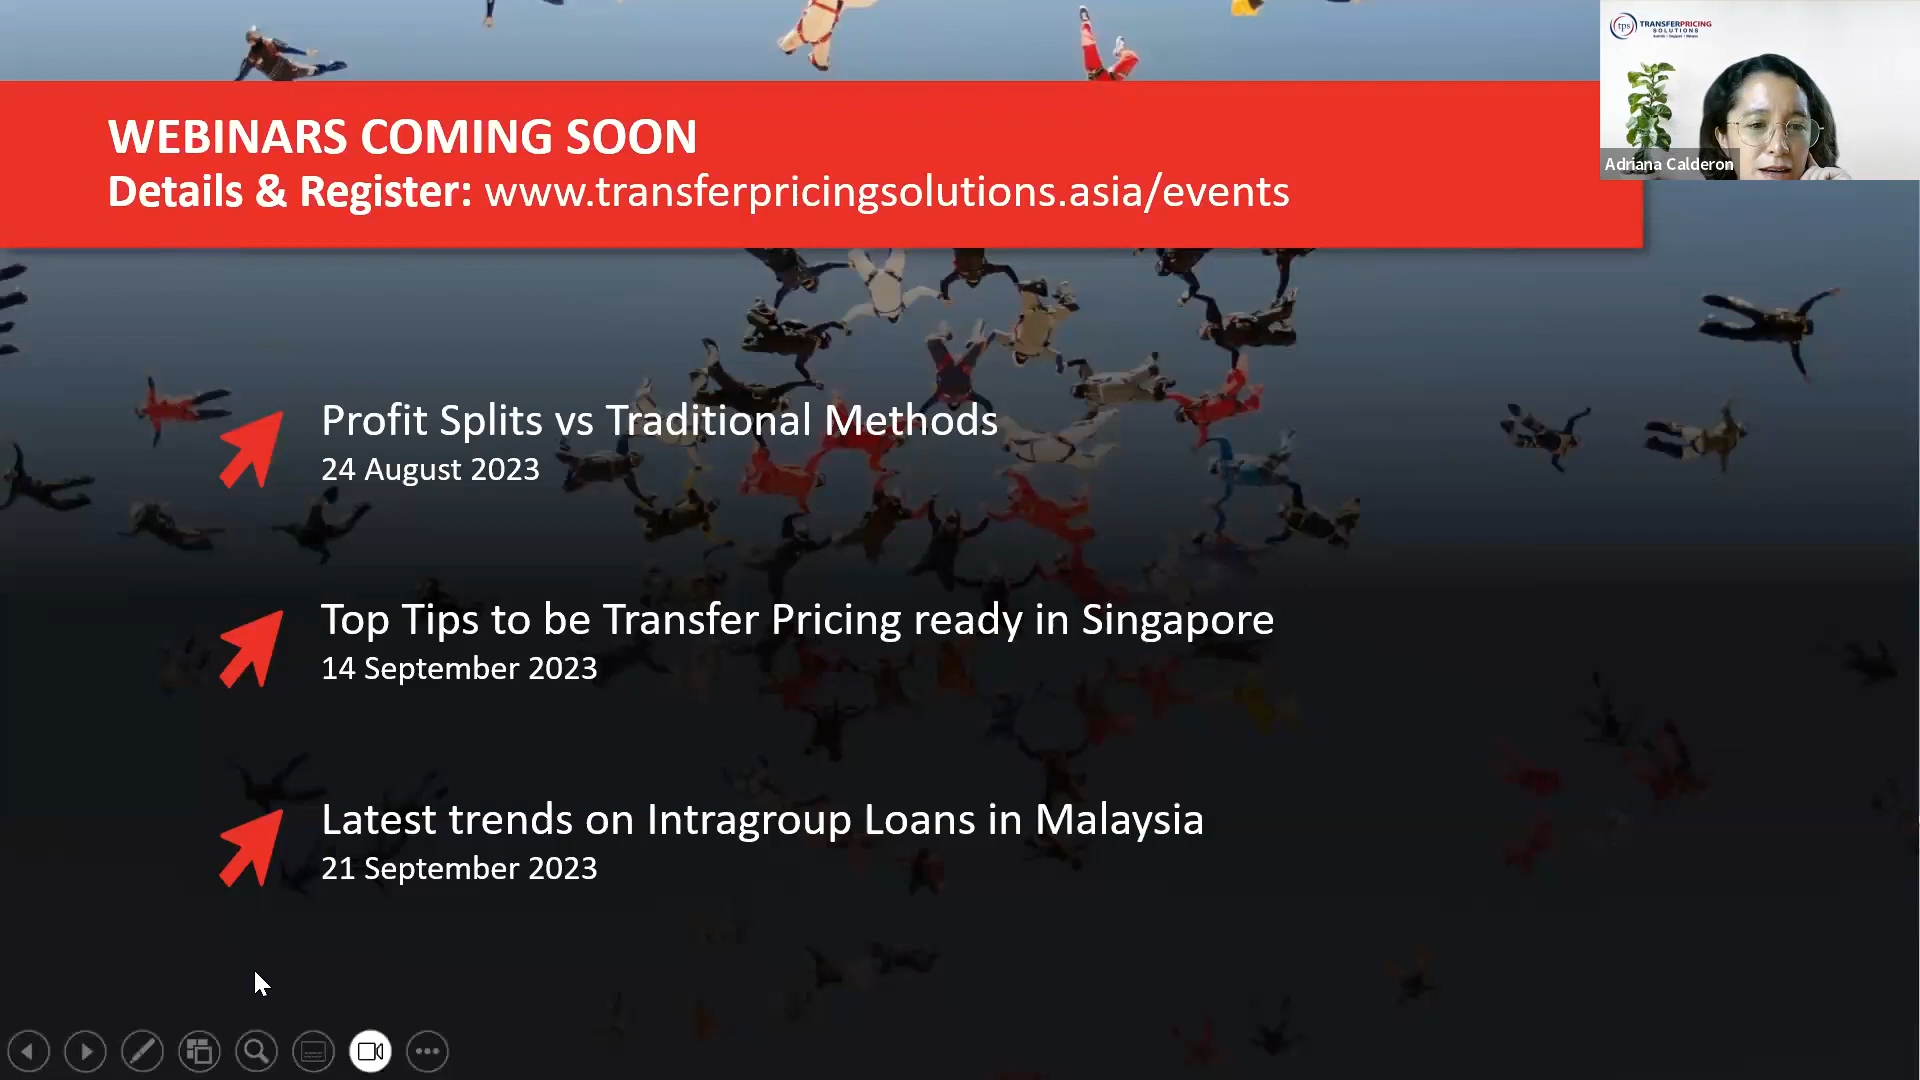 WEBINARS COMING SOON
Details & Register: www.transferpricingsolutions.asia/events
tps
TRANSFERPRICING
SOLUTIONS
Adriana Calderon
Profit Splits vs Traditional Methods
24 August 2023
Top Tips to be Transfer Pricing ready in Singapore
14 September 2023
Latest trends on Intragroup Loans in Malaysia
21 September 2023